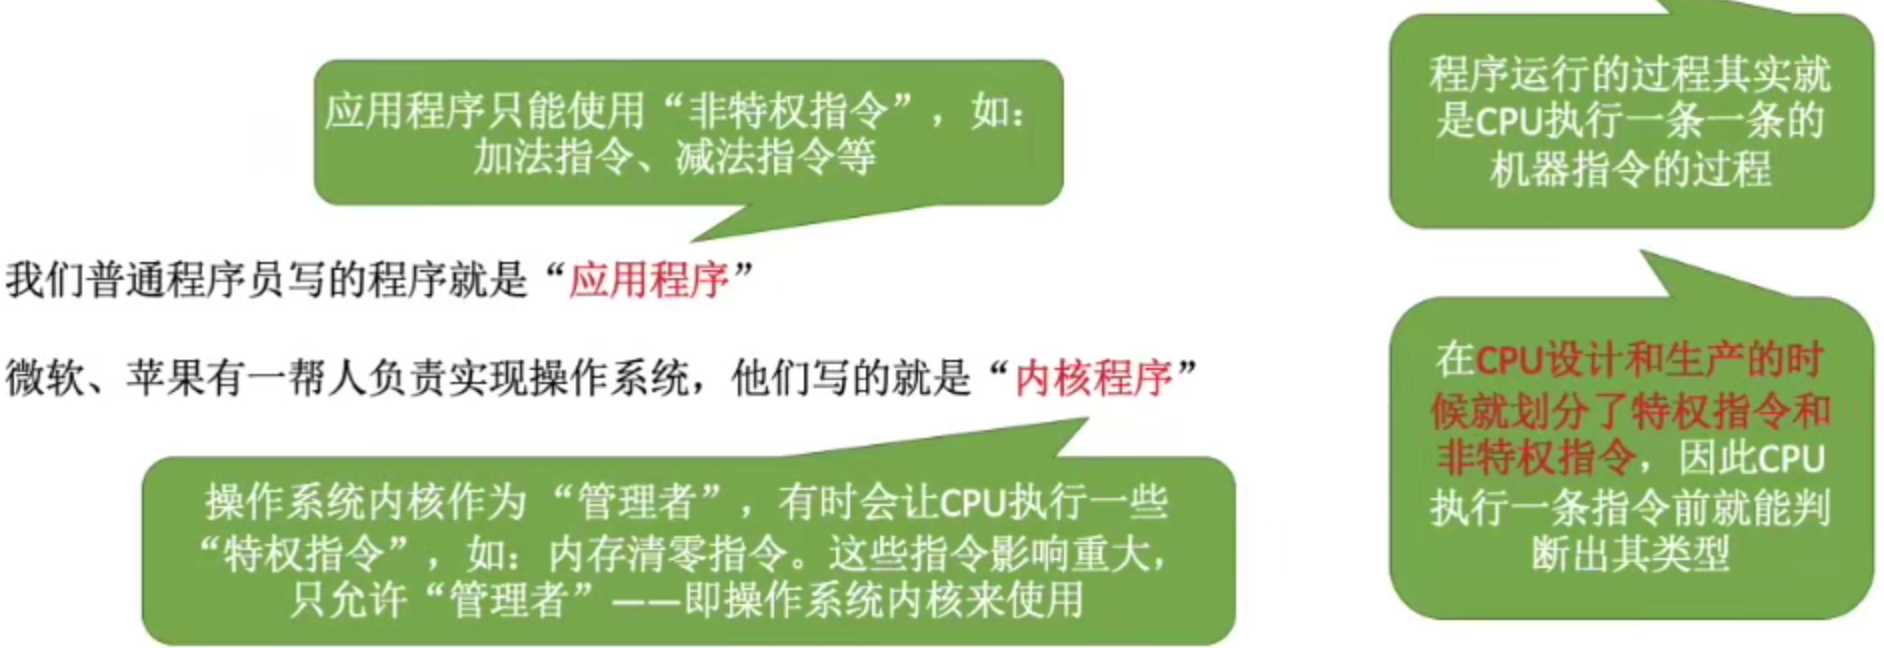 应用程序只能使用“非特权指令”，如：
加法指令、减法指令等
我们普通程序员写的程序就是“应用程序”
微软、苹果有一帮人负责实现操作系统，他们写的就是“内核程序”
操作系统内核作为 “管理者”，有时会让CPU执行一些
“特权指令”，如：内存清零指令。这些指令影响重大，
只允许“管理者”——即操作系统内核来使用
程序运行的过程其实就
是CPU执行一条一条的
机器指令的过程
在CPU设计和生产的时
候就划分了特权指令和
非特权指令，因此CPU
执行一条指令前就能判
断出其类型